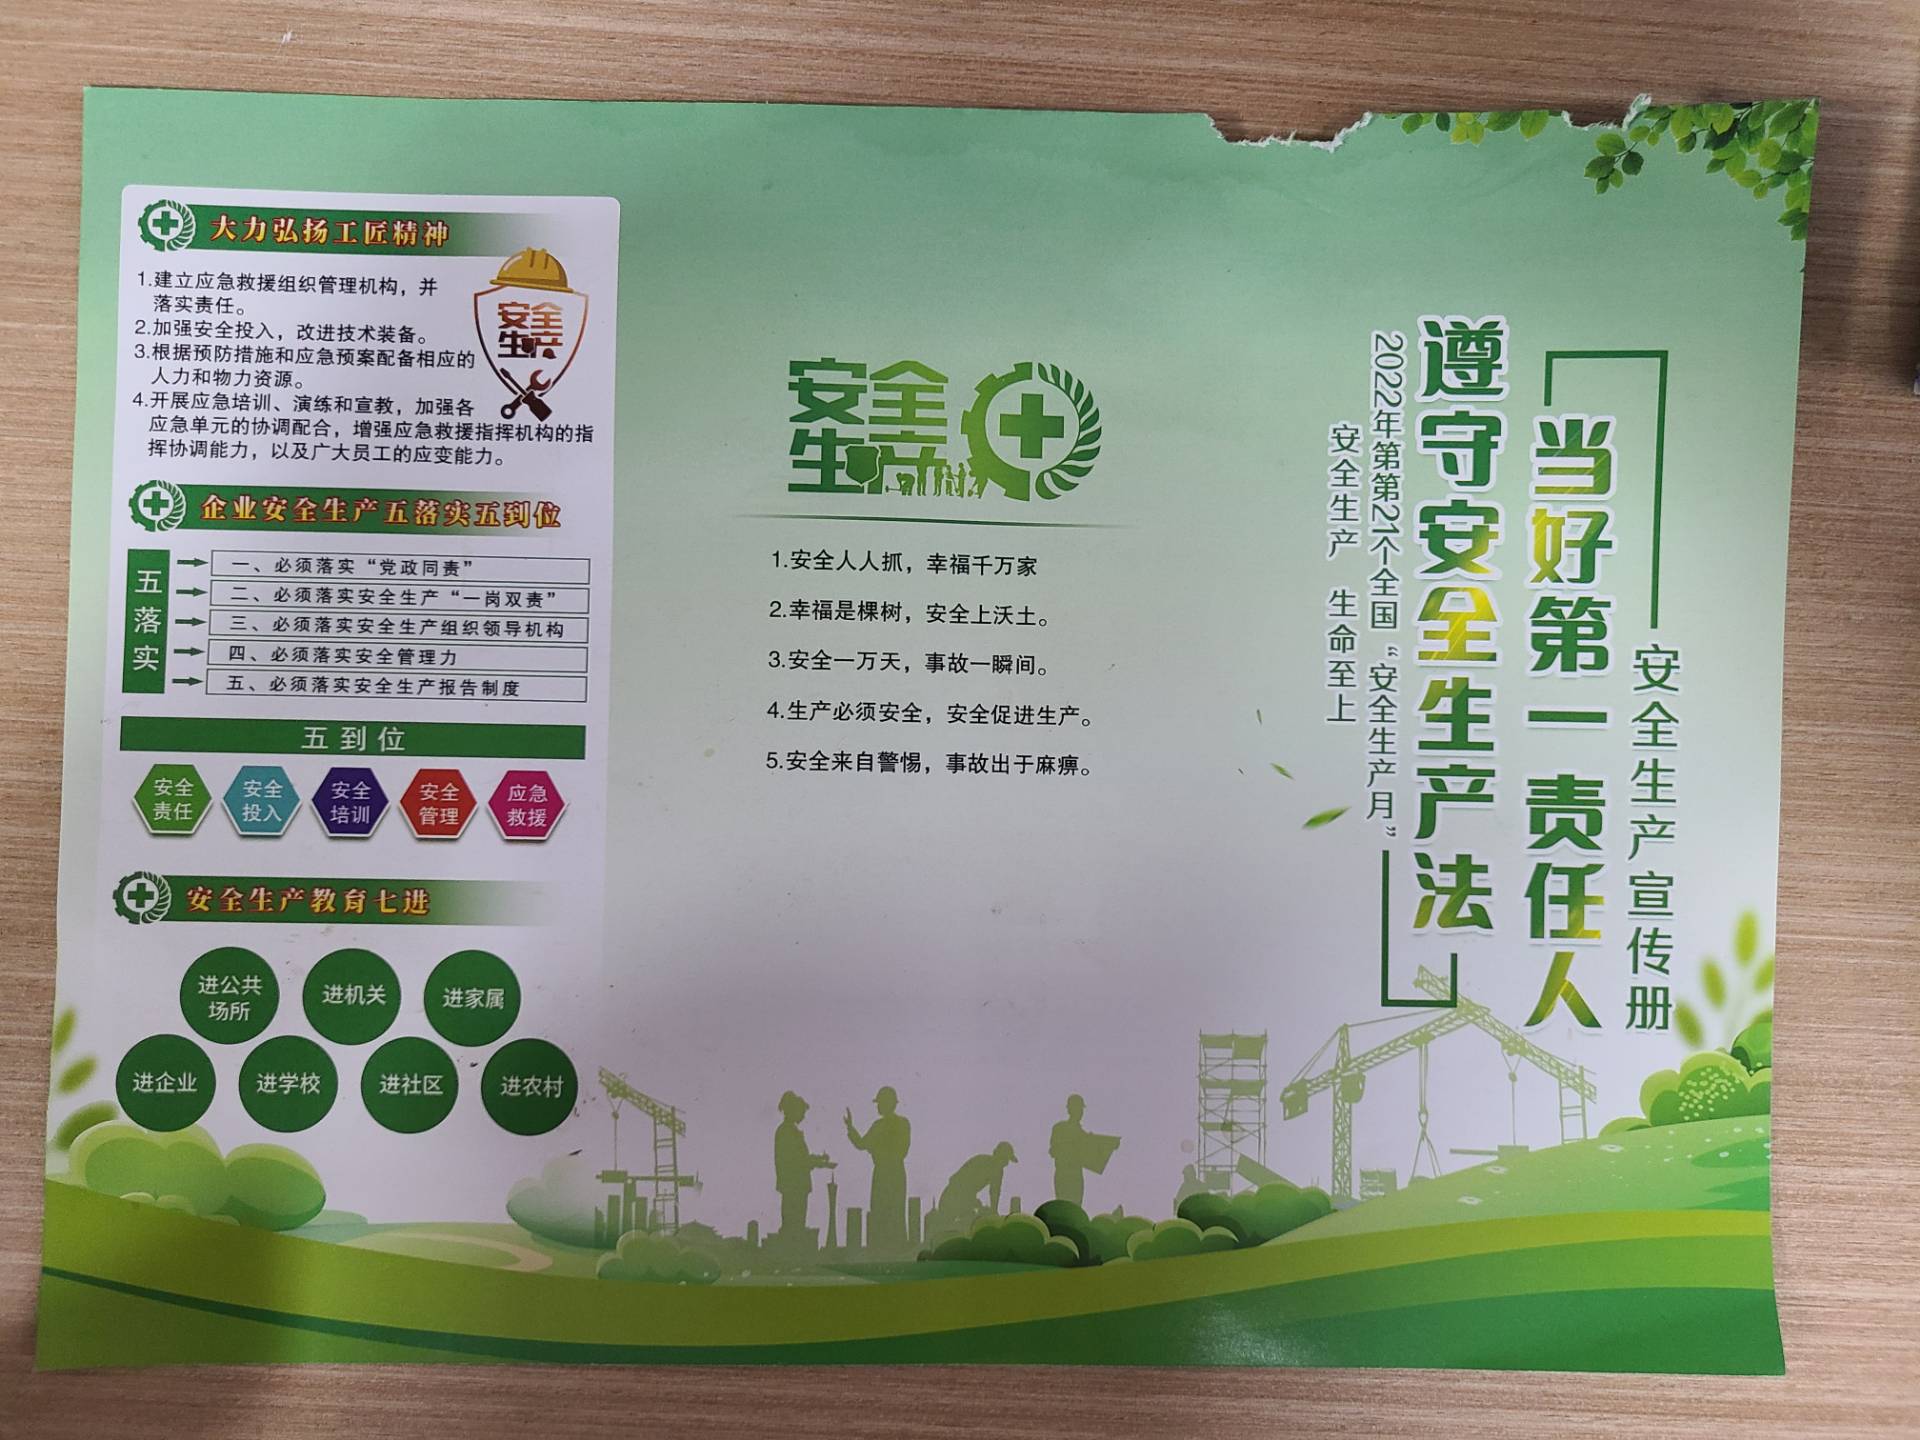 大力弘扬工匠精神
1.建立应急救援组织管理机构，并
落实责任。
2.加强安全投入，改进技术装备。
3.根据预防措施和应急预案配备相应的
人力和物力资源。
4.开展应急培训、演练和宣教，加强各
应急单元的协调配合，增强应急救援指挥机构的指
挥协调能力，以及广大员工的应变能力。
安全
生产
企业安全生产五落实五到位
五落实
一、必须落实“党政同责”
二、必须落实安全生产“一岗双责”
三、必须落实安全生产组织领导机构
四、必须落实安全管理力
五、必须落实安全生产报告制度
五到位
安全
责任
安全
投入
安全
培训
安全
管理
应急
救援
安全生产教育七进
进公共
场所
进机关
进家属
进企业
进学校
进社区
进农村
安全
生产
1.安全人人抓，幸福千万家
2.幸福是棵树，安全上沃土。
3.安全一万天，事故一瞬间。
4.生产必须安全，安全促进生产。
5.安全来自警惕，事故出于麻痹。
安全生产宣传册
当好第一责任人
遵守安全生产法
2022年第第21个全国“安全生产月”
安全生产 生命至上